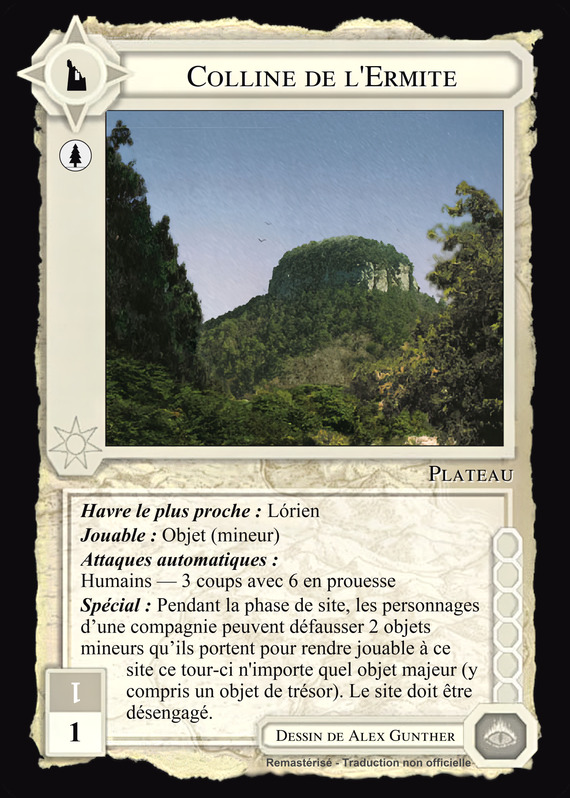 COLLINE DE L'ERMITE
PLATEAU
Havre le plus proche : Lórien
Jouable : Objet (mineur)
Attaques automatiques :
Humains — 3 coups avec 6 en prouesse
Spécial : Pendant la phase de site, les personnages
d’une compagnie peuvent défausser 2 objets
mineurs qu’ils portent pour rendre jouable à ce
site ce tour-ci n'importe quel objet majeur (y
compris un objet de trésor). Le site doit être
désengagé.
1
1
DESSIN DE ALEX GUNTHER
Remastérisé - Traduction non officielle